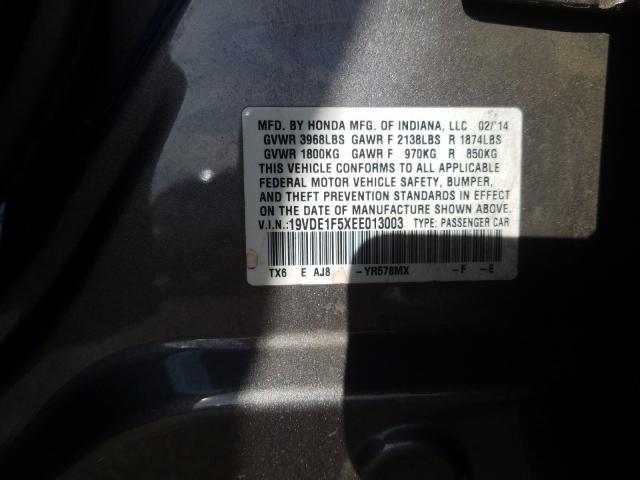 MFD. BY HONDA MFG. OF INDIANA, LLC 02/'14
GVWR 3968LBS GAWR F 2138LBS R 1874LBS
GVWR 1800KG GAWR F 970KG R 850KG
THIS VEHICLE CONFORMS TO ALL APPLICABLE
FEDERAL MOTOR VEHICLE SAFETY, BUMPER,
AND THEFT PREVENTION STANDARDS IN EFFECT
ON THE DATE OF MANUFACTURE SHOWN ABOVE.
V.I.N.:19VDE1F5XEE013003 TYPE: PASSENGER CAR
TX6 E AJ8 -YR578MX -F -E